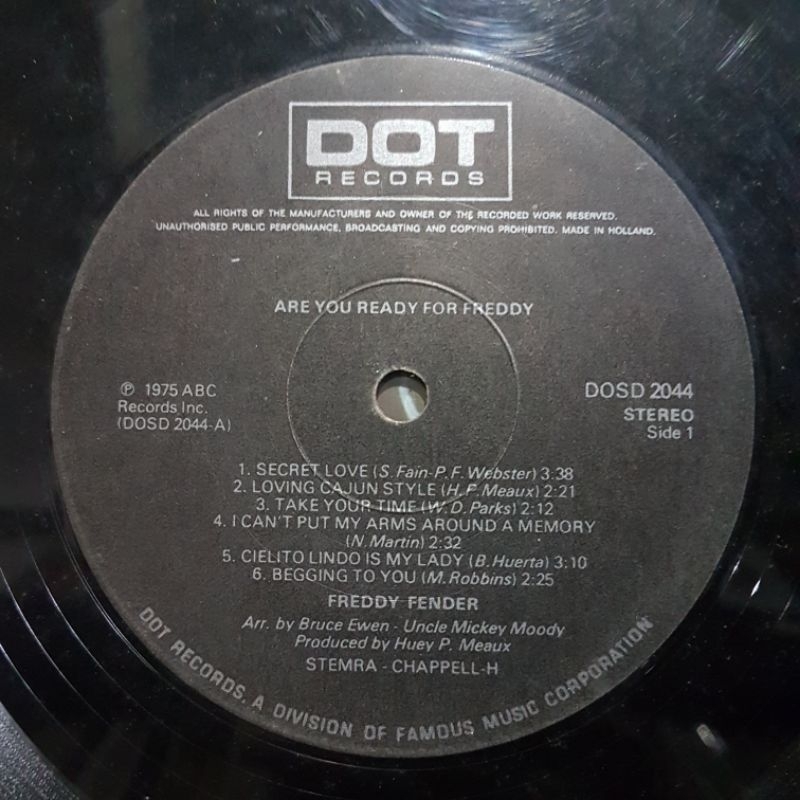 DOT
RECORDS
ALL RIGHTS OF THE MANUFACTURERS AND OWNER OF THE RECORDED WORK RESERVED.
UNAUTHORISED PUBLIC PERFORMANCE, BROADCASTING AND COPYING PROHIBITED. MADE IN HOLLAND.
ARE YOU READY FOR FREDDY
℗ 1975 ABC
Records Inc.
(DOSD 2044-A)
DOSD 2044
STEREO
Side 1
1. SECRET LOVE (S. Fain-P.F. Webster) 3:38
2. LOVING CAJUN STYLE (H.P. Meaux) 2:21
3. TAKE YOUR TIME (W.D. Parks) 2:12
4. I CAN'T PUT MY ARMS AROUND A MEMORY
(N. Martin) 2:32
5. CIELITO LINDO IS MY LADY (B. Huerta) 3:10
6. BEGGING TO YOU (M. Robbins) 2:25
FREDDY FENDER
Arr. by Bruce Ewen - Uncle Mickey Moody
Produced by Huey P. Meaux
STEMRA - CHAPPELL-H
DOT RECORDS, A DIVISION OF FAMOUS MUSIC CORPORATION